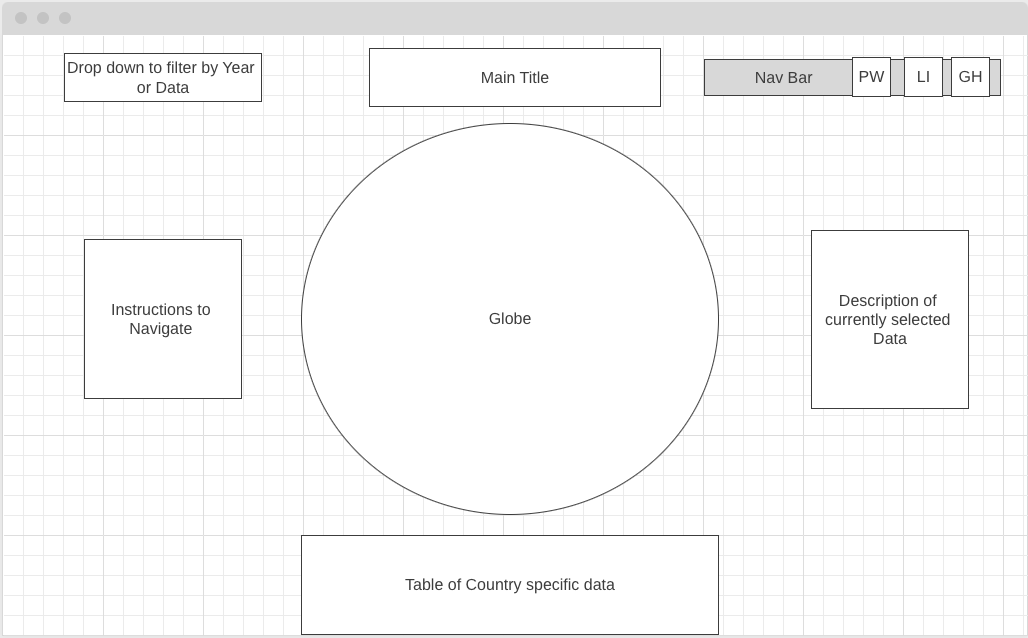 Drop down to filter by Year
or Data
Main Title
Nav Bar
PW
LI
GH
Instructions to
Navigate
Globe
Description of
currently selected
Data
Table of Country specific data